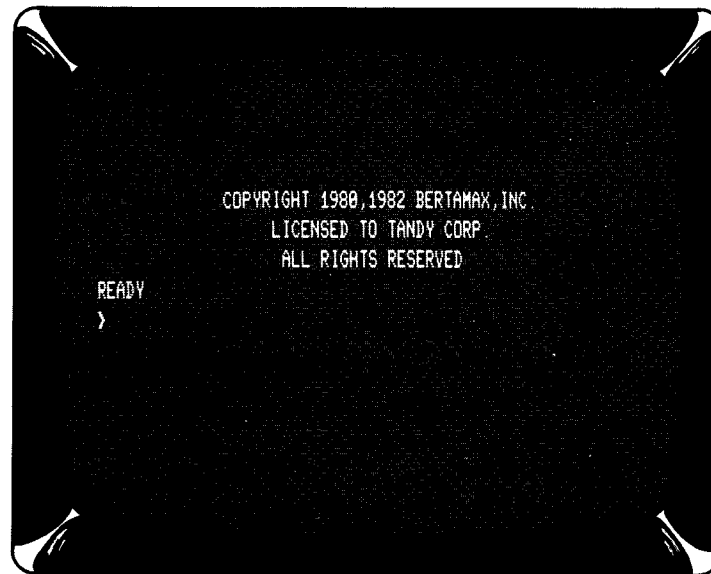 COPYRIGHT 1980,1982 BERTAMAX,INC.
LICENSED TO TANDY CORP.
ALL RIGHTS RESERVED
READY
>